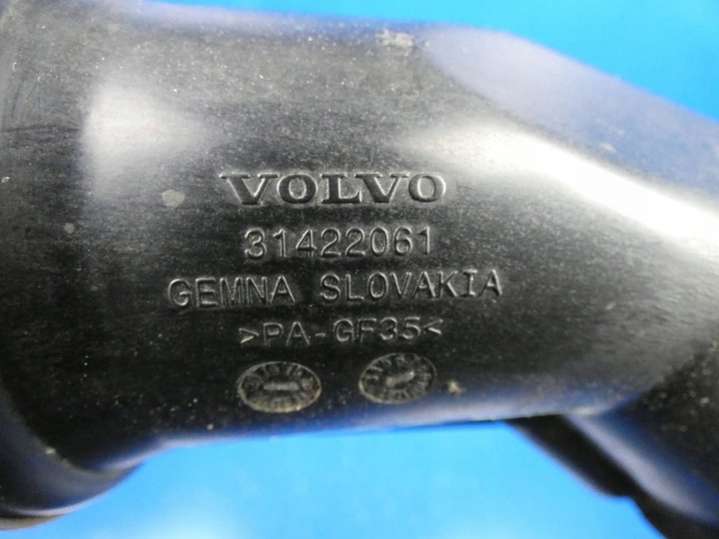 VOLVO
31422061
GEMNA SLOVAKIA
>PA-GF35<